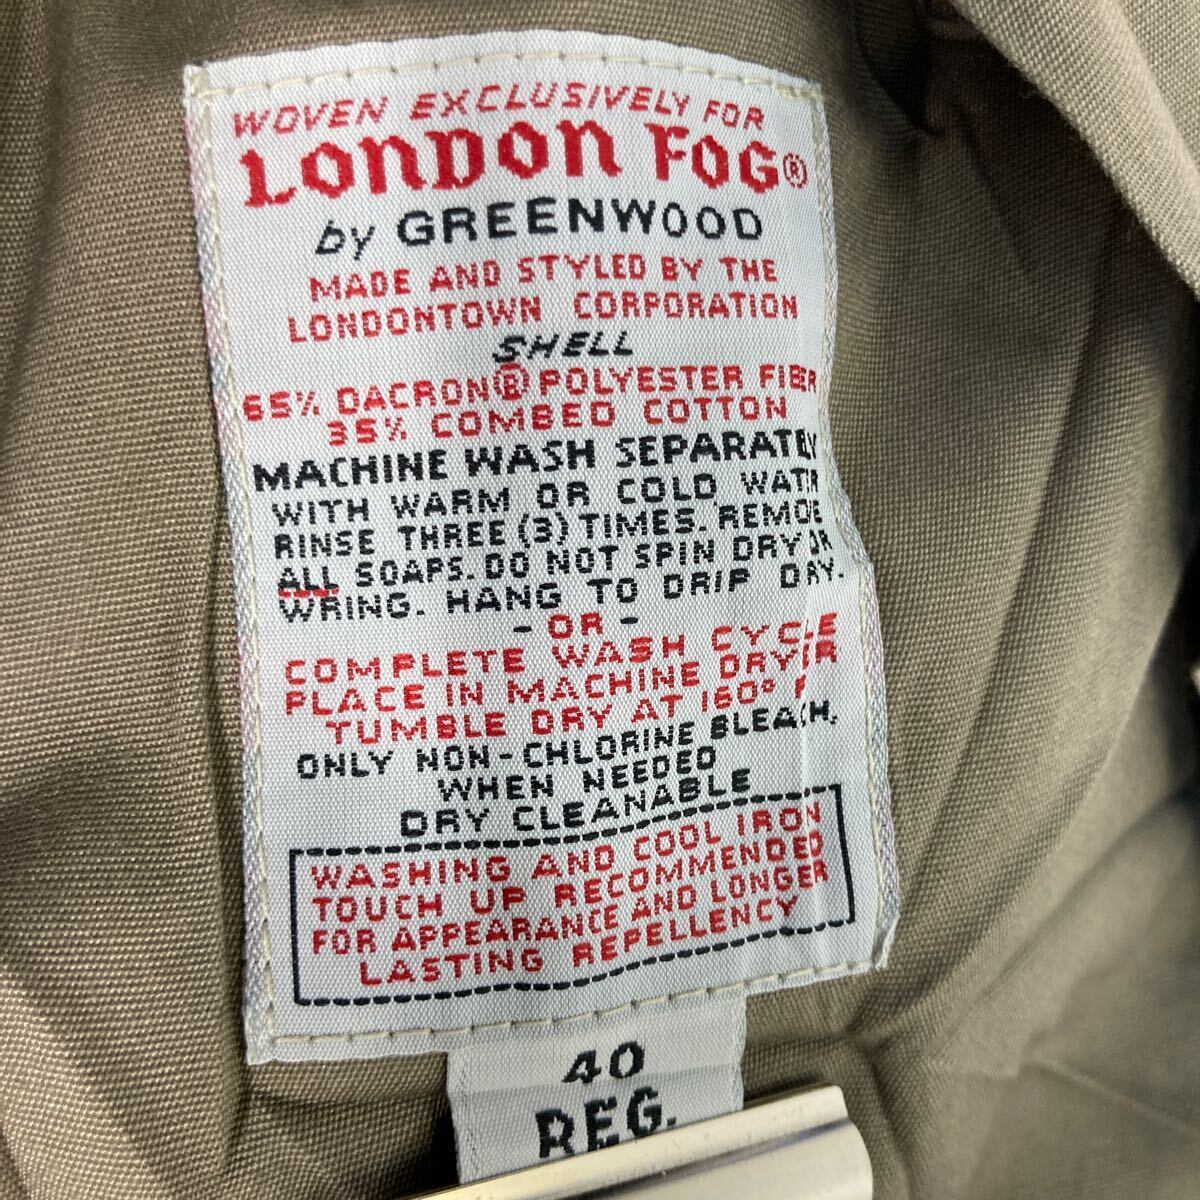 WOVEN EXCLUSIVELY FOR
LONDON FOG®
by GREENWOOD
MADE AND STYLED BY THE
LONDONTOWN CORPORATION
SHELL
65% DACRON® POLYESTER FIBER
35% COMBED COTTON
MACHINE WASH SEPARATELY
WITH WARM OR COLD WATER
RINSE THREE (3) TIMES. REMOVE
ALL SOAPS. DO NOT SPIN DRY OR
WRING. HANG TO DRIP DRY.
- OR -
COMPLETE WASH CYCLE
PLACE IN MACHINE DRYER
TUMBLE DRY AT 160° F
ONLY NON-CHLORINE BLEACH,
WHEN NEEDED
DRY CLEANABLE
WASHING AND COOL IRON
TOUCH UP RECOMMENDED
FOR APPEARANCE AND LONGER
LASTING REPELLENCY
40
REG.